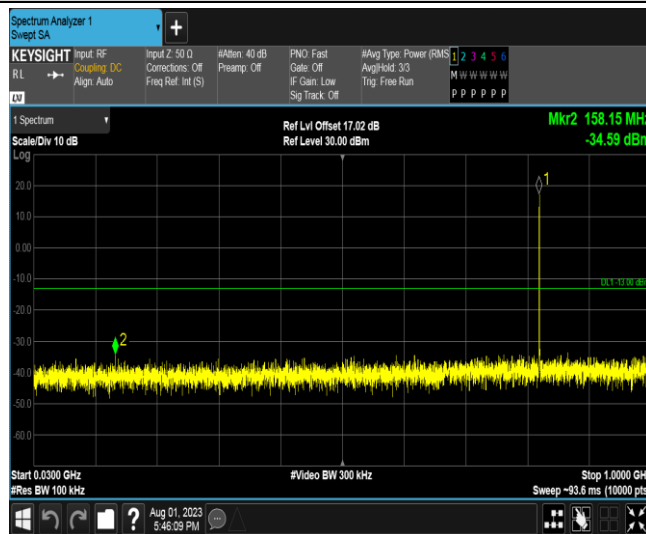 Spectrum Analyzer 1
Swept SA
+
KEYSIGHT
RL
LXI
Input: RF
Coupling: DC
Align: Auto
Input Z: 50 Ω
Corrections: Off
Freq Ref: Int (S)
#Atten: 40 dB
Preamp: Off
PNO: Fast
Gate: Off
IF Gain: Low
Sig Track: Off
#Avg Type: Power (RMS
Avg|Hold: 3/3
Trig: Free Run
1 2 3 4 5 6
M W W W W W
P P P P P P
1 Spectrum
Scale/Div 10 dB
Log
Ref Lvl Offset 17.02 dB
Ref Level 30.00 dBm
Mkr2 158.15 MHz
-34.59 dBm
1
20.0
10.0
0.00
-10.0
DL1 -13.00 dBm
-20.0
-30.0
2
-40.0
-50.0
-60.0
Start 0.0300 GHz
#Video BW 300 kHz
Stop 1.0000 GH
#Res BW 100 kHz
Sweep ~93.6 ms (10000 pts
?
Aug 01, 2023
5:46:09 PM